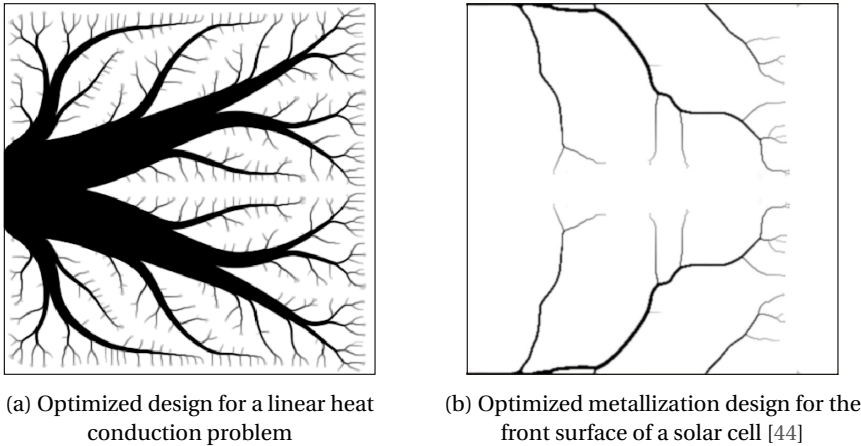 (a) Optimized design for a linear heat
conduction problem
(b) Optimized metallization design for the
front surface of a solar cell [44]